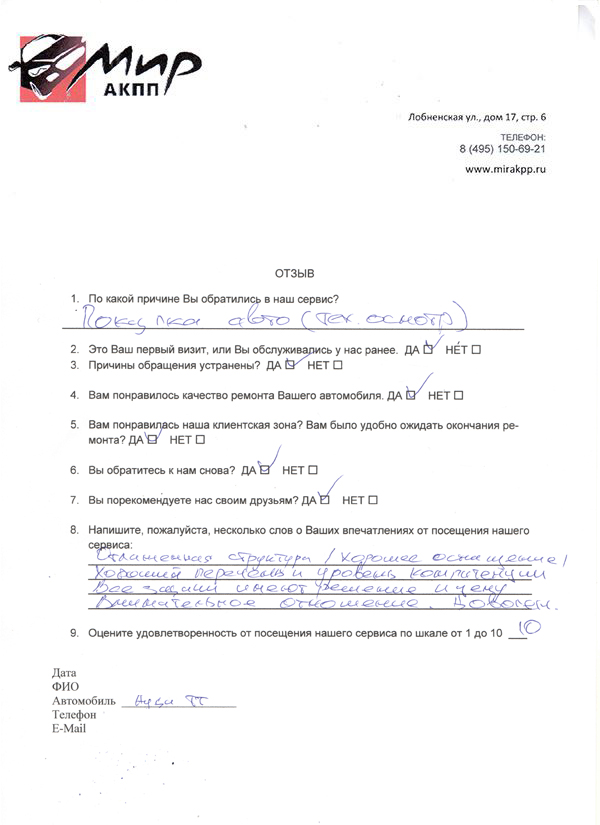 Мир
АКПП
Лобненская ул., дом 17, стр. 6
ТЕЛЕФОН:
8 (495) 150-69-21
www.mirakpp.ru
ОТЗЫВ
1. По какой причине Вы обратились в наш сервис?
Покупка авто (тех. осмотр)
2. Это Ваш первый визит, или Вы обслуживались у нас ранее. ДА ☑ НЕТ ☐
3. Причины обращения устранены? ДА ☑ НЕТ ☐
4. Вам понравилось качество ремонта Вашего автомобиля. ДА ☑ НЕТ ☐
5. Вам понравилась наша клиентская зона? Вам было удобно ожидать окончания ре-
монта? ДА ☑ НЕТ ☐
6. Вы обратитесь к нам снова? ДА ☑ НЕТ ☐
7. Вы порекомендуете нас своим друзьям? ДА ☑ НЕТ ☐
8. Напишите, пожалуйста, несколько слов о Ваших впечатлениях от посещения нашего
сервиса:
Отлаженная структура / хорошее оснащение /
Хороший перечень и уровень компетенции
Все задачи имеют решение и цену
Внимательное отношение. Доволен.
9. Оцените удовлетворенность от посещения нашего сервиса по шкале от 1 до 10 10
Дата
ФИО
Автомобиль Ауди ТТ
Телефон
E-Mail